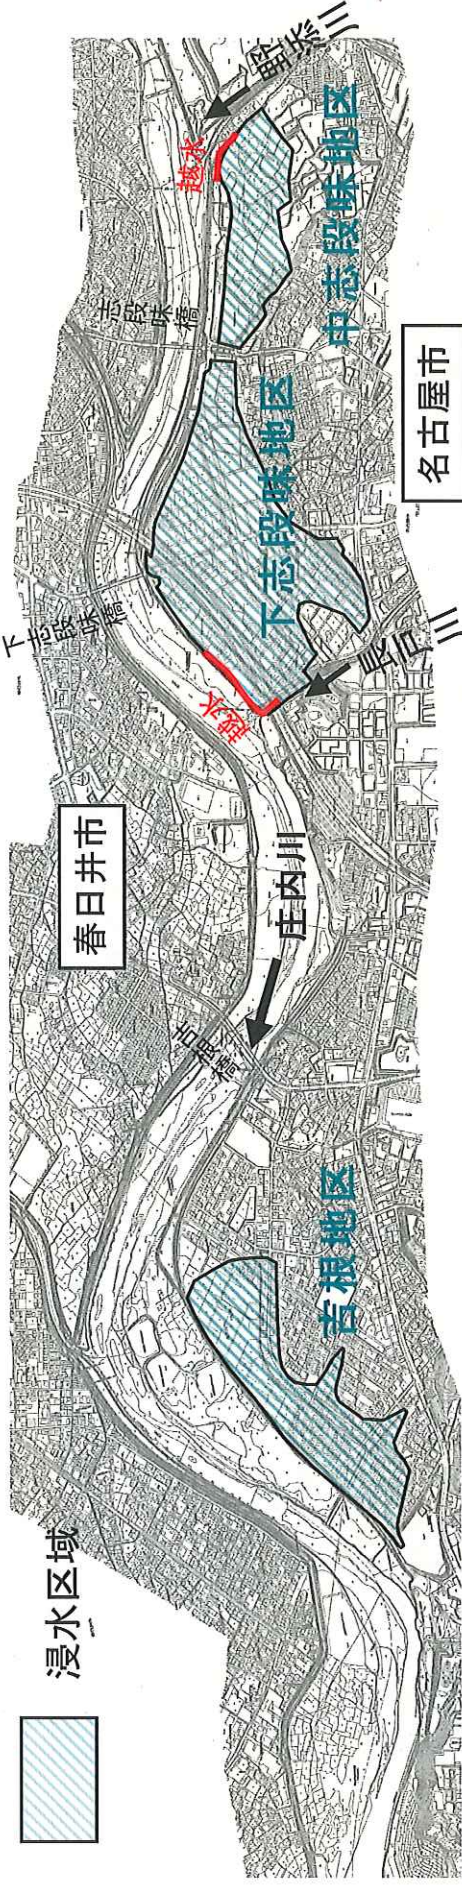 浸水区域
春日井市
名古屋市
下志段味橋
志段味橋
吉根橋
庄内川
長戸川
野添川
越水
越水
吉根地区
下志段味地区
中志段味地区